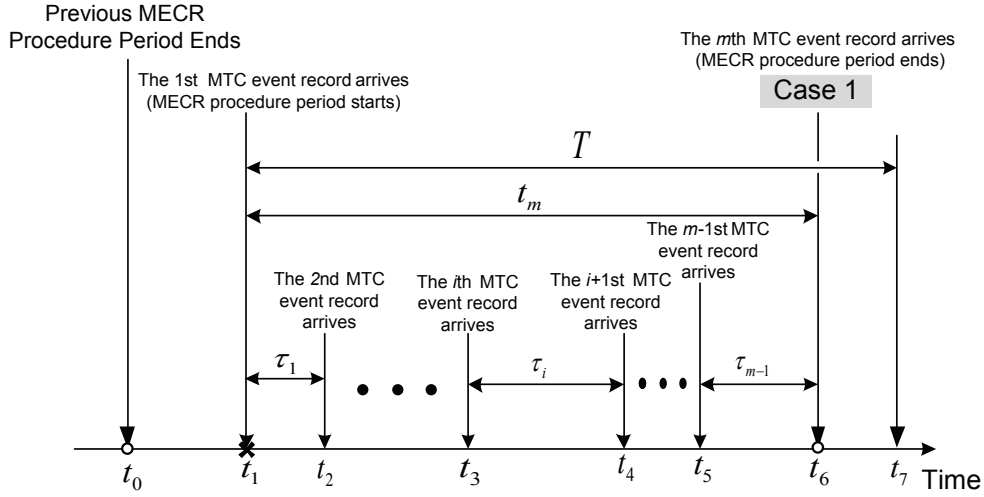 Previous MECR
Procedure Period Ends
The 1st MTC event record arrives
(MECR procedure period starts)
The mth MTC event record arrives
(MECR procedure period ends)
Case 1
T
t_m
The 2nd MTC
event record
arrives
The ith MTC
event record
arrives
The i+1st MTC
event record
arrives
The m-1st MTC
event record
arrives
τ_1
τ_i
τ_{m-1}
t_0
t_1
t_2
t_3
t_4
t_5
t_6
t_7
Time